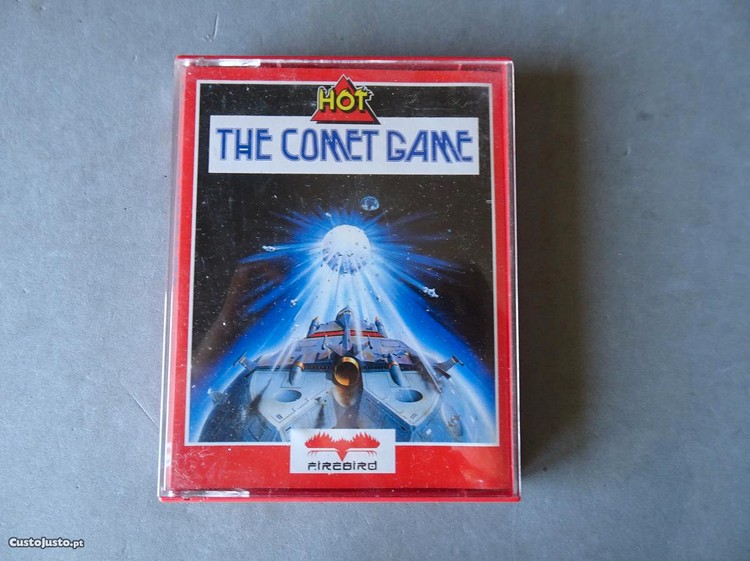 HOT
THE COMET GAME
FIREBIRD
CustoJusto.pt